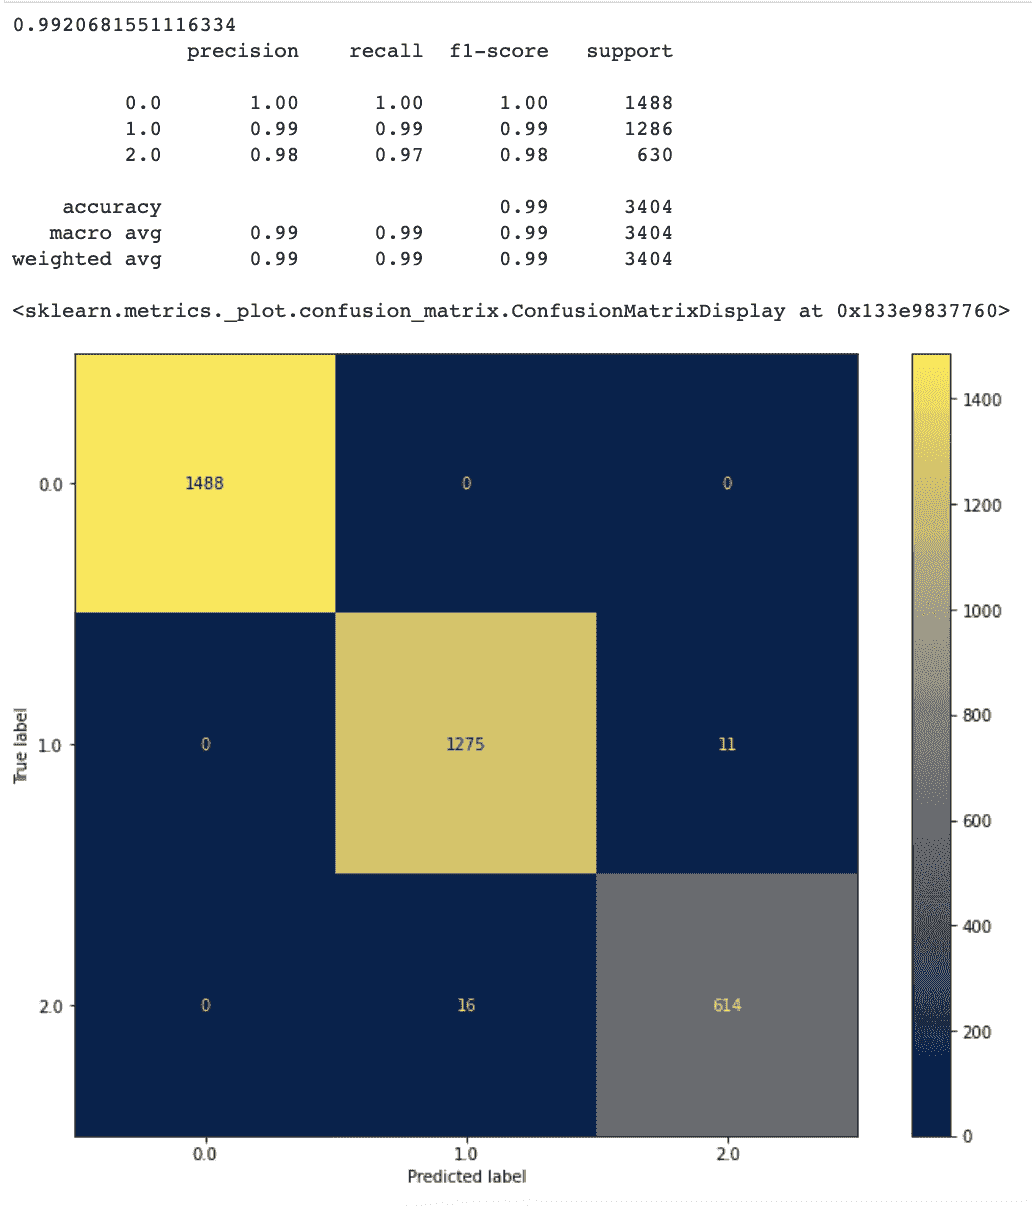 0.9920681551116334
precision recall f1-score support
0.0 1.00 1.00 1.00 1488
1.0 0.99 0.99 0.99 1286
2.0 0.98 0.97 0.98 630
accuracy 0.99 3404
macro avg 0.99 0.99 0.99 3404
weighted avg 0.99 0.99 0.99 3404
<sklearn.metrics._plot.confusion_matrix.ConfusionMatrixDisplay at 0x133e9837760>
1400
0.0 1488 0 0
1200
1000
800
True label
1.0 0 1275 11
600
400
2.0 0 16 614
200
0
0.0 1.0 2.0
Predicted label